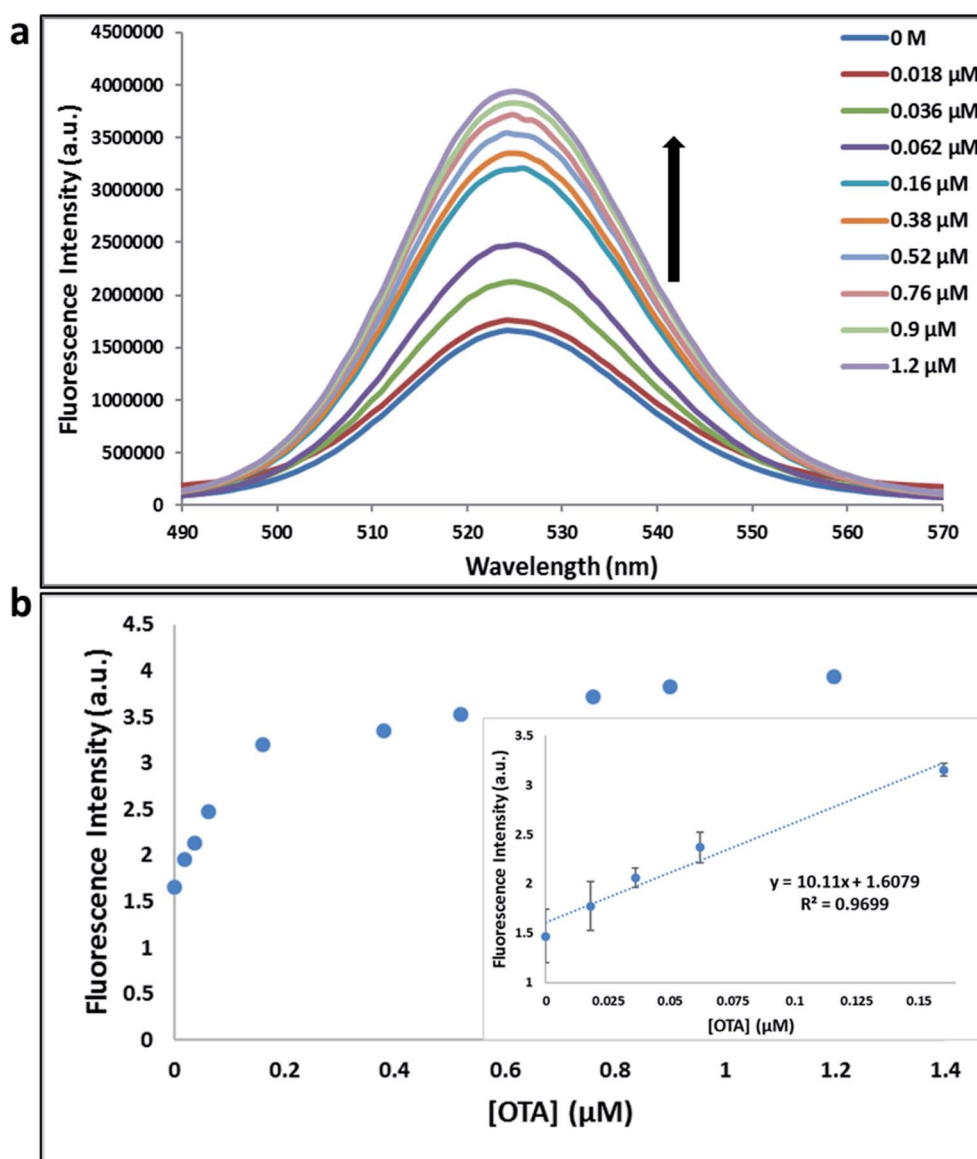 a
Fluorescence Intensity (a.u.)
4500000
4000000
3500000
3000000
2500000
2000000
1500000
1000000
500000
0
490
500
510
520
530
540
550
560
570
Wavelength (nm)
0 M
0.018 µM
0.036 µM
0.062 µM
0.16 µM
0.38 µM
0.52 µM
0.76 µM
0.9 µM
1.2 µM
b
Fluorescence Intensity (a.u.)
4.5
4
3.5
3
2.5
2
1.5
1
0.5
0
0
0.2
0.4
0.6
0.8
1
1.2
1.4
[OTA] (µM)
Fluorescence Intensity (a.u.)
3.5
3
2.5
2
1.5
1
y = 10.11x + 1.6079
R² = 0.9699
0
0.025
0.05
0.075
0.1
0.125
0.15
[OTA] (µM)